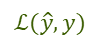 ℒ(ŷ, y)